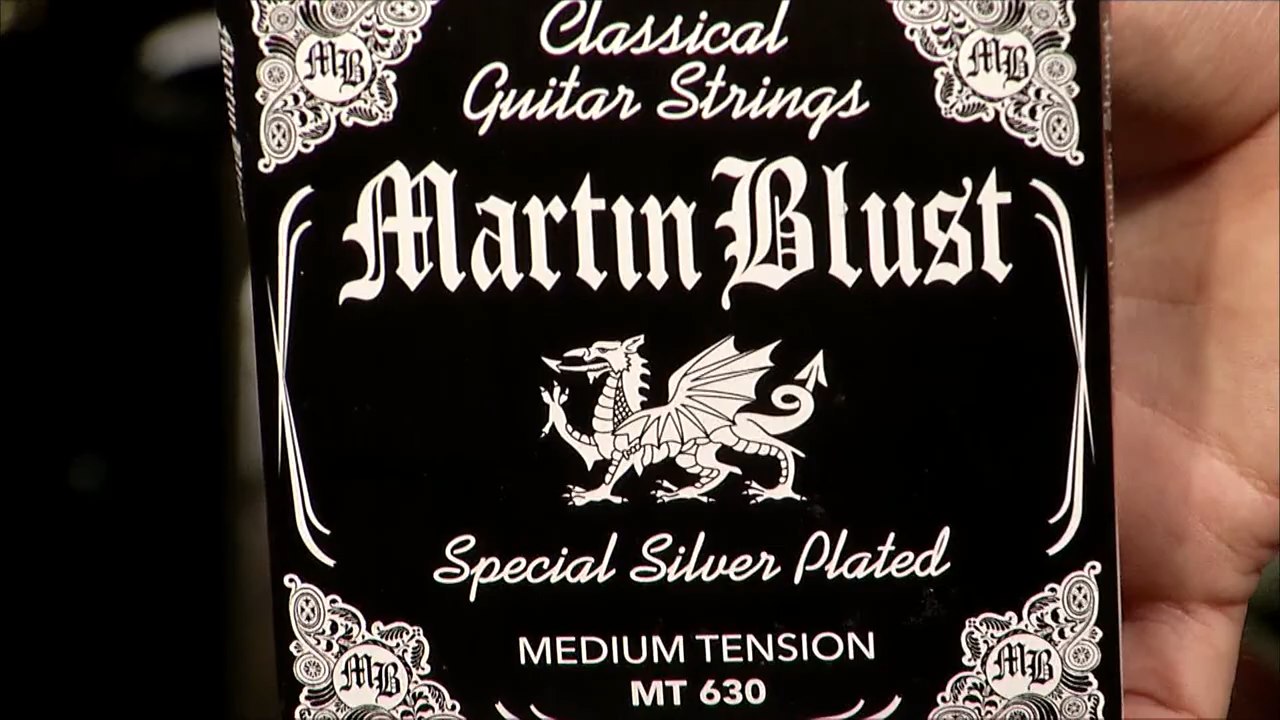 MB
MB
Classical
Guitar Strings
Martin Blust
Special Silver Plated
MEDIUM TENSION
MT 630
MB
MB